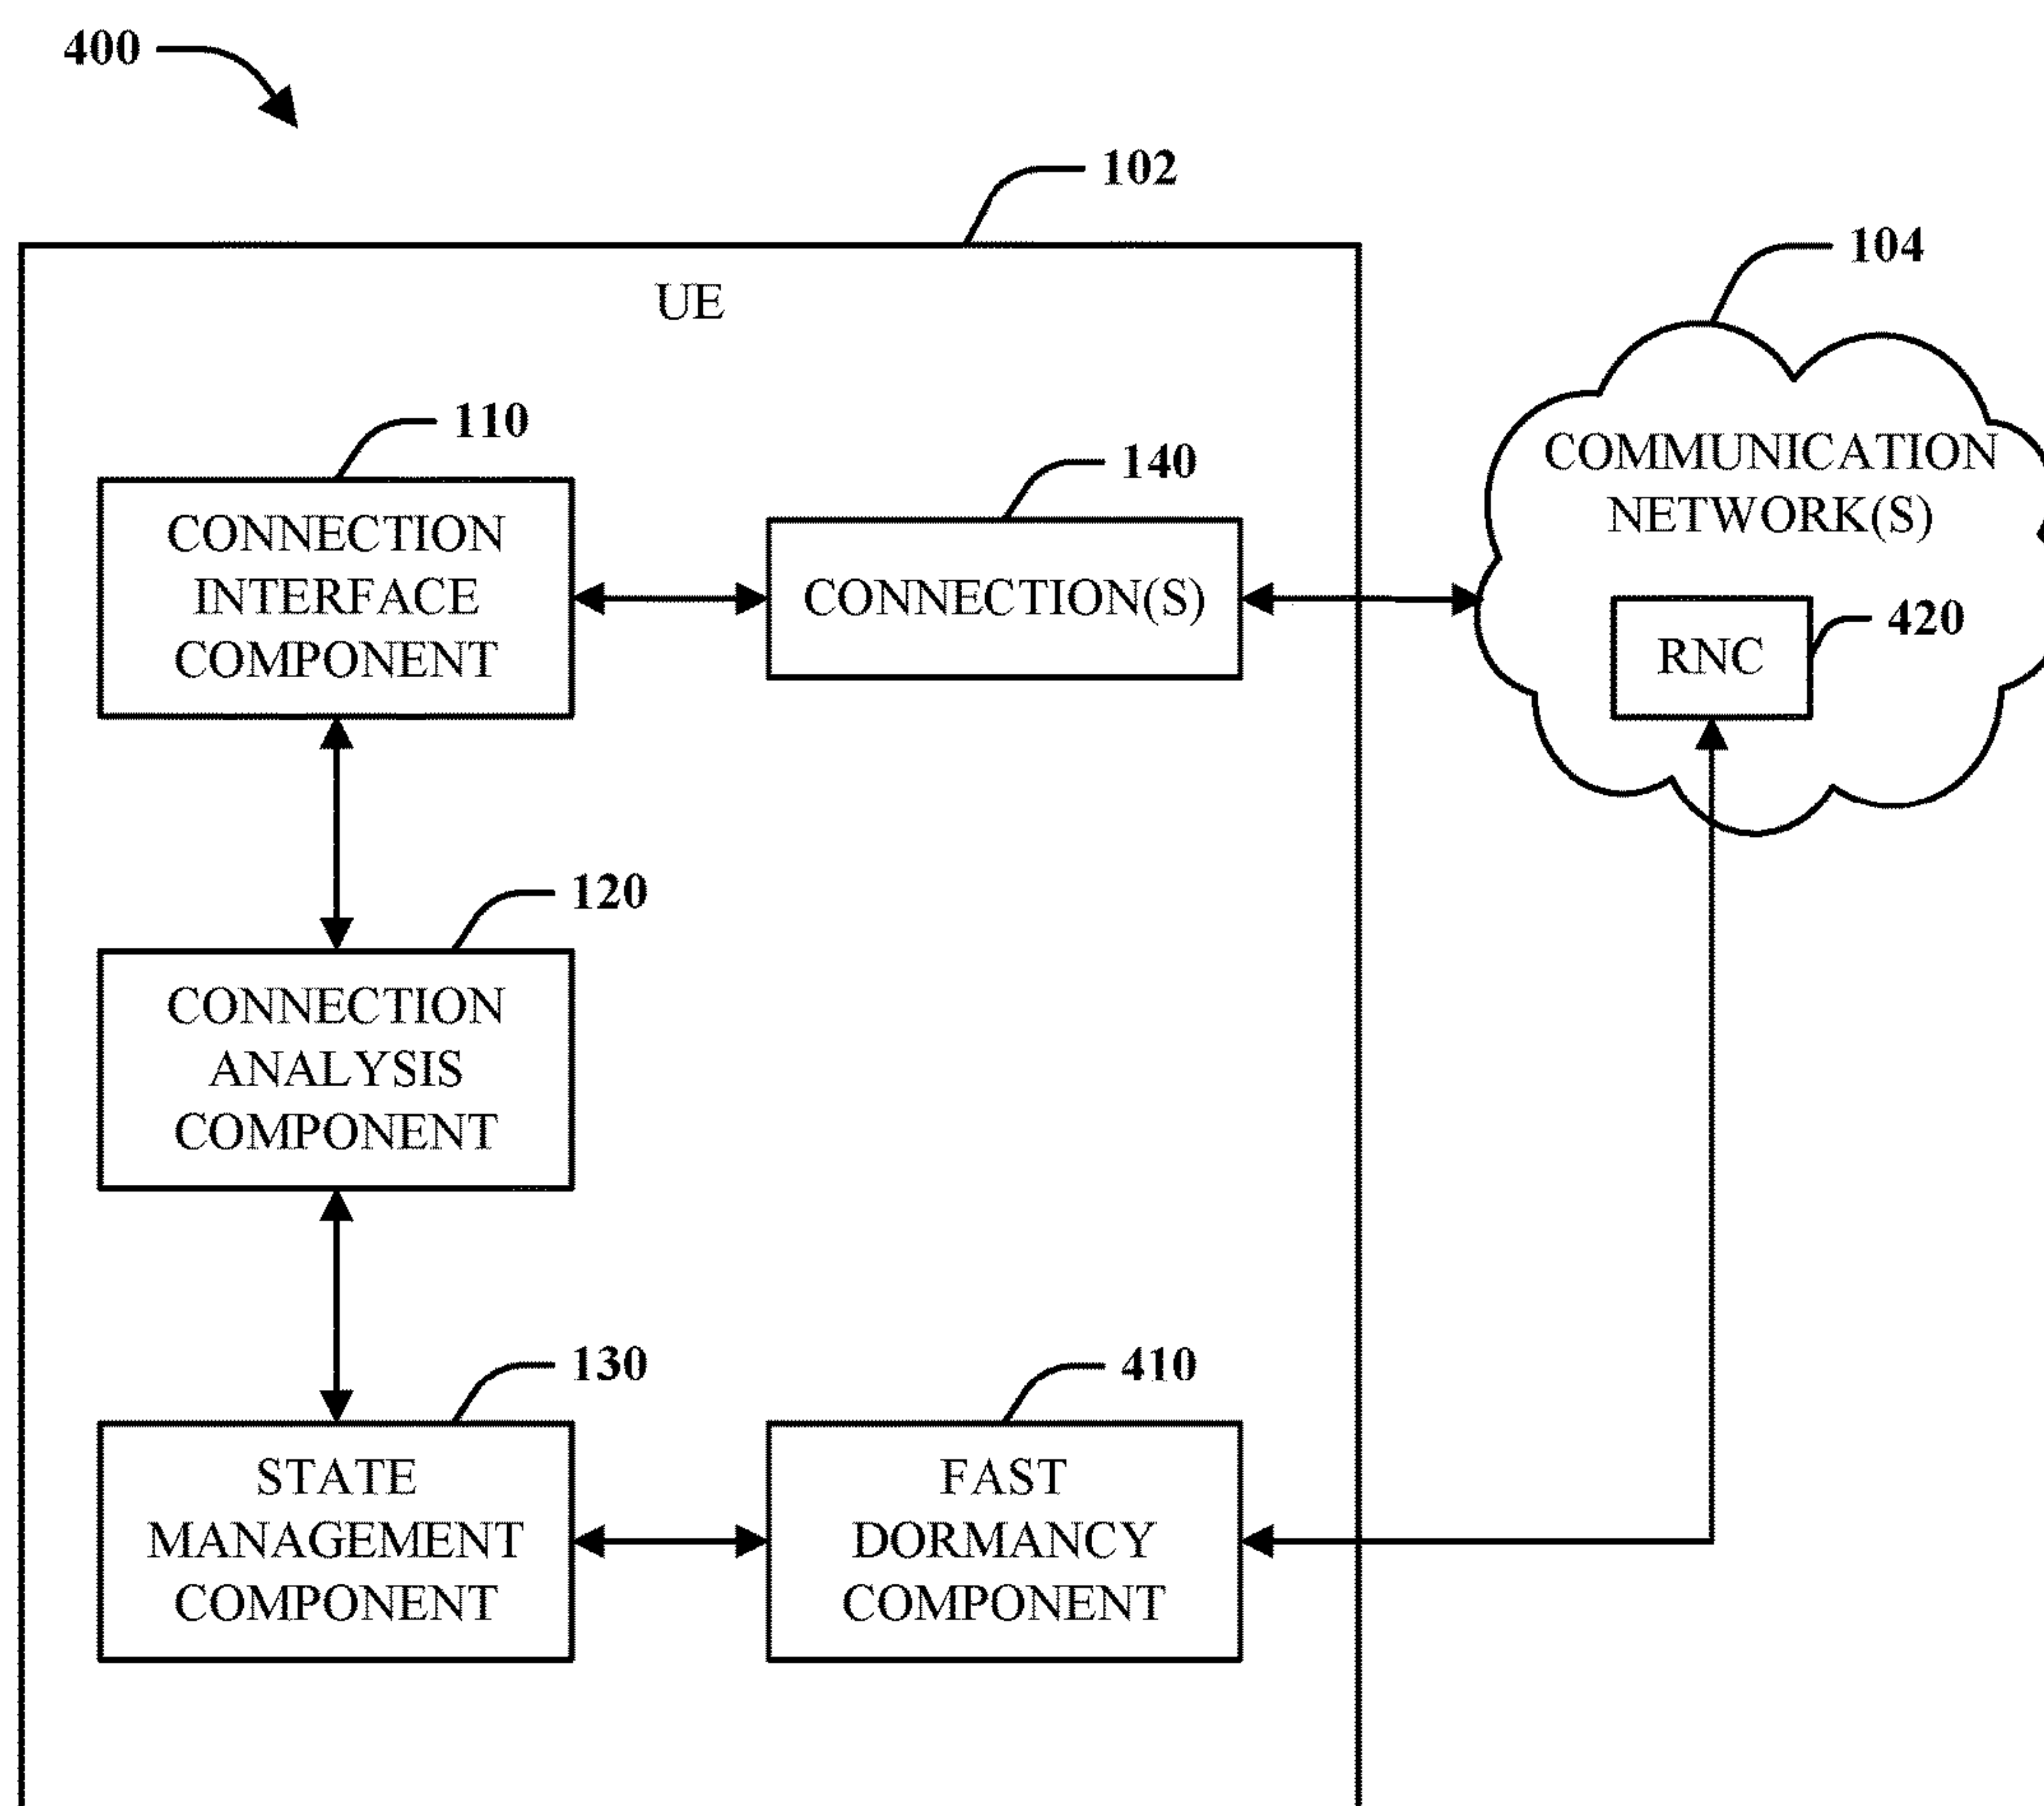 400
102
UE
104
110
140
COMMUNICATION
NETWORK(S)
CONNECTION
INTERFACE
COMPONENT
CONNECTION(S)
RNC
420
120
CONNECTION
ANALYSIS
COMPONENT
130
410
STATE
MANAGEMENT
COMPONENT
FAST
DORMANCY
COMPONENT